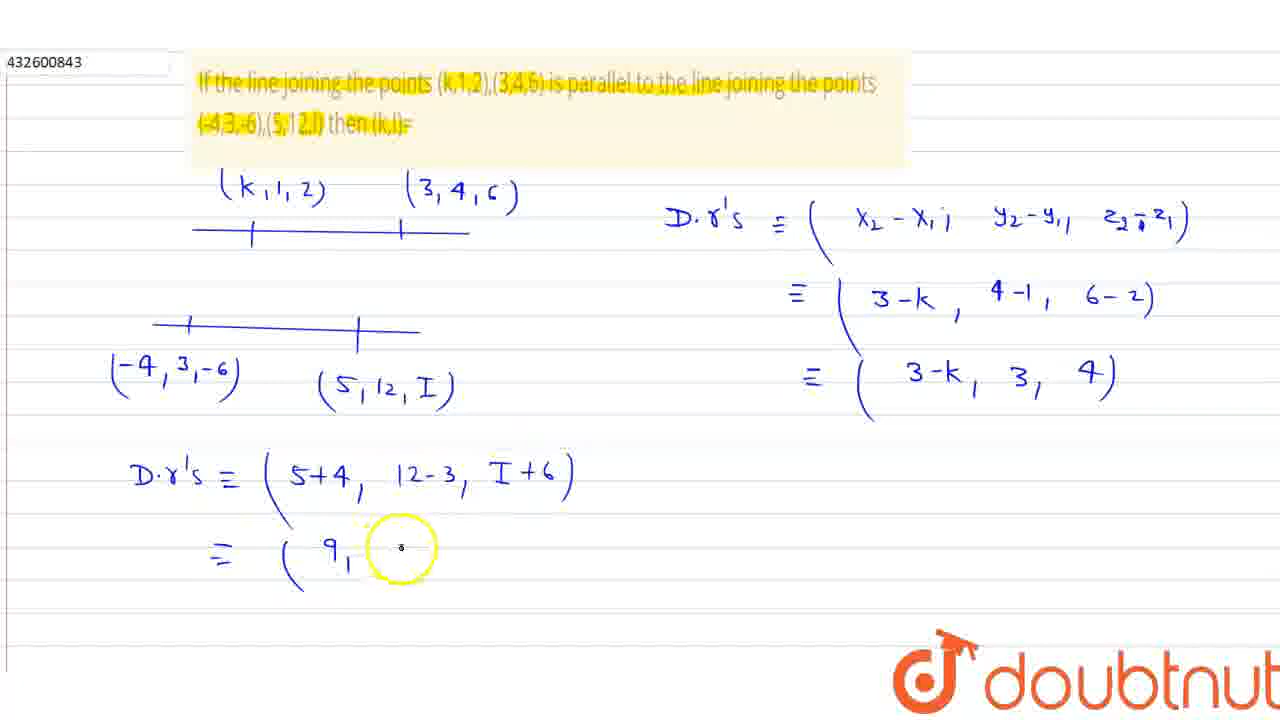 432600843
If the line joining the points (k,1,2),(3,4,6) is parallel to the line joining the points
(-4,3,-6),(5,12,l) then (k,l)=
(k,1,2) (3,4,6)
(-4,3,-6) (5,12,I)
D.r's ≡ (x₂-x₁, y₂-y₁, z₂-z₁)
≡ (3-k, 4-1, 6-2)
≡ (3-k, 3, 4)
D.r's ≡ (5+4, 12-3, I+6)
≡ (9,
doubtnut